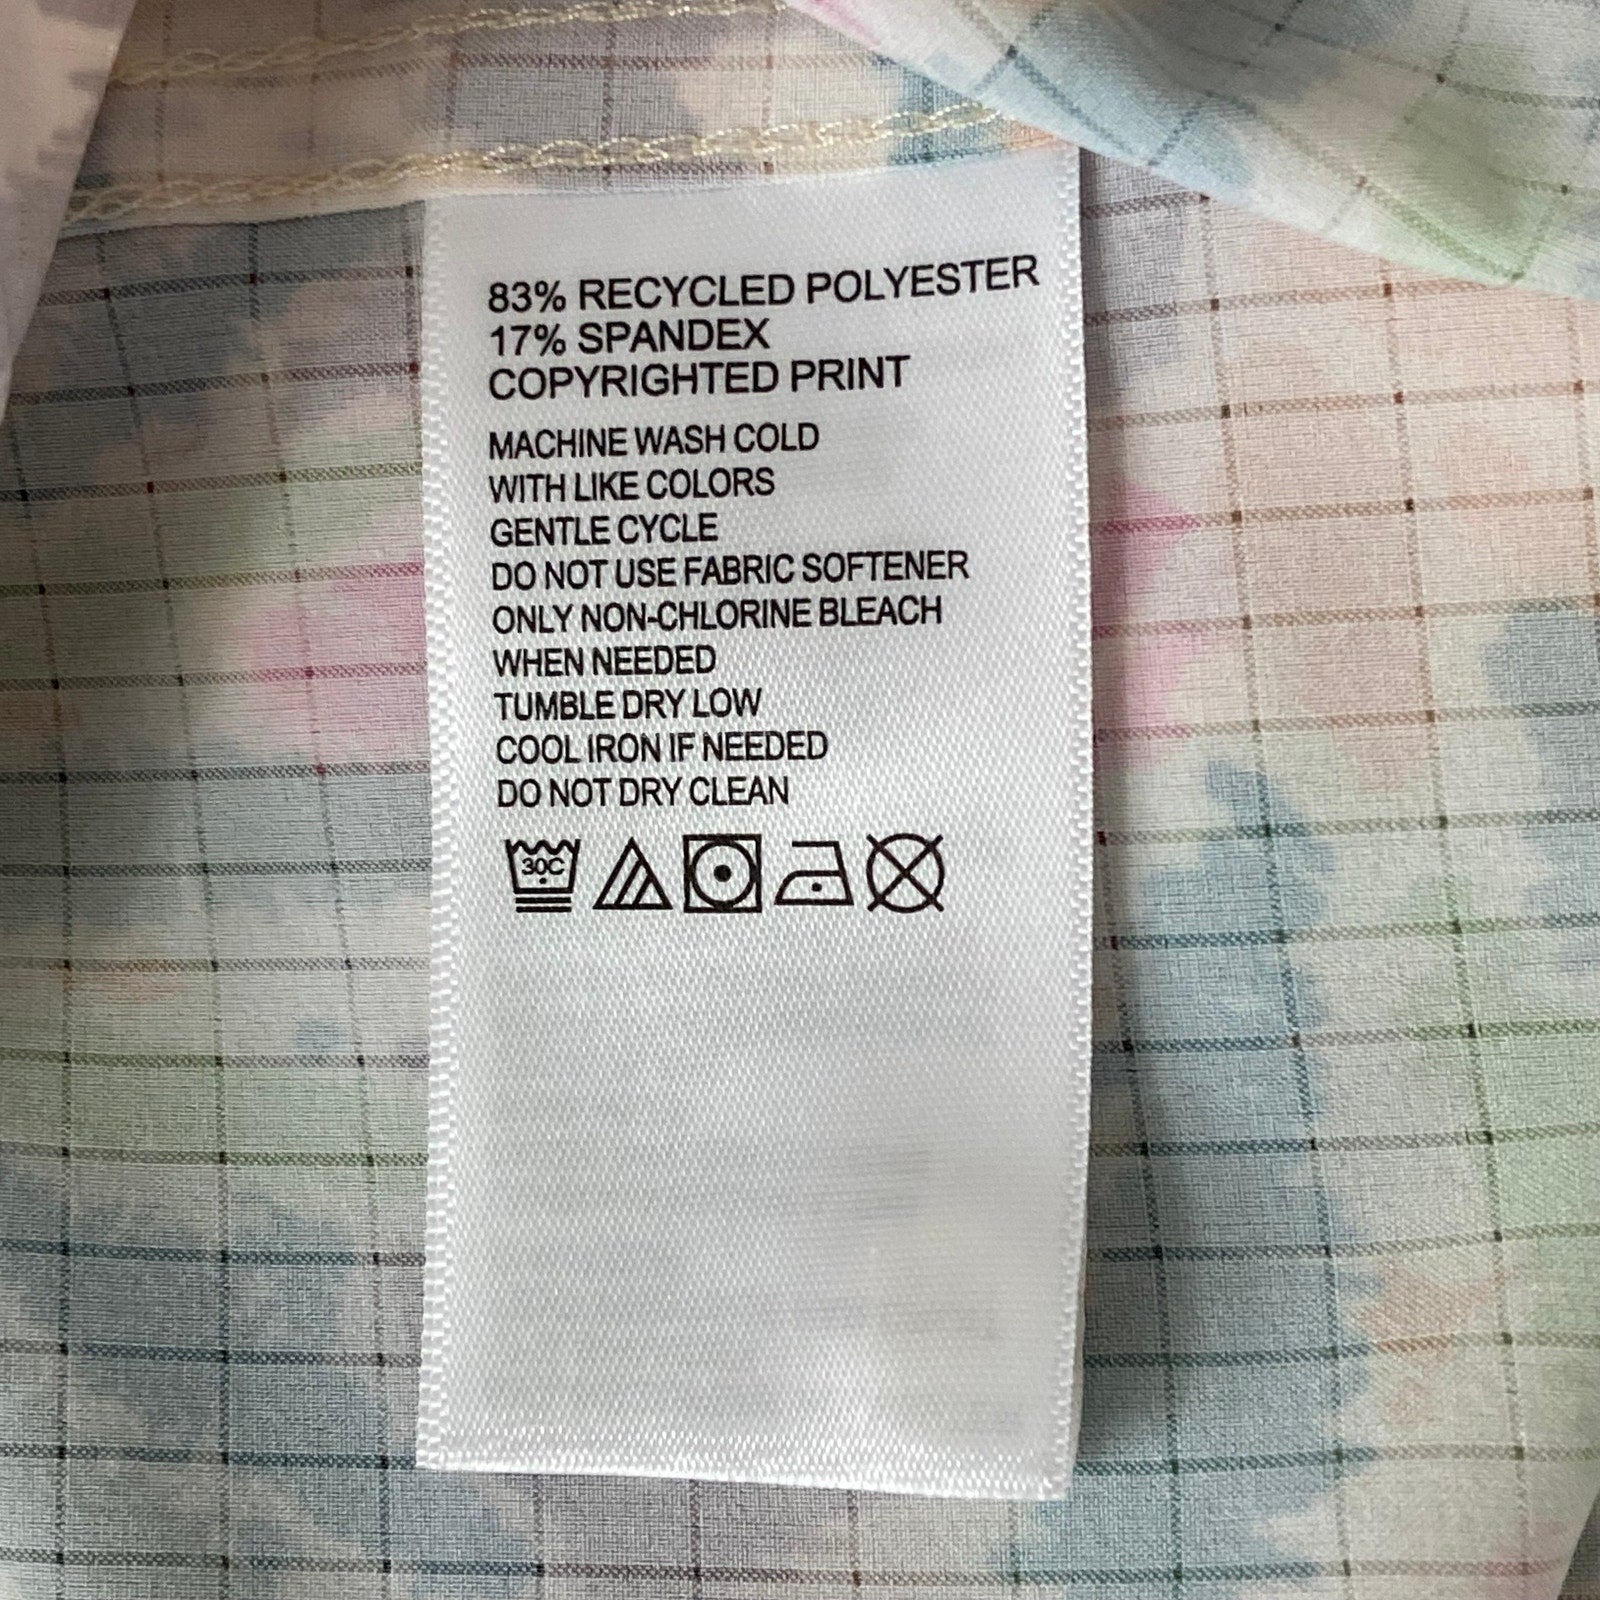 83% RECYCLED POLYESTER
17% SPANDEX
COPYRIGHTED PRINT
MACHINE WASH COLD
WITH LIKE COLORS
GENTLE CYCLE
DO NOT USE FABRIC SOFTENER
ONLY NON-CHLORINE BLEACH
WHEN NEEDED
TUMBLE DRY LOW
COOL IRON IF NEEDED
DO NOT DRY CLEAN
30C